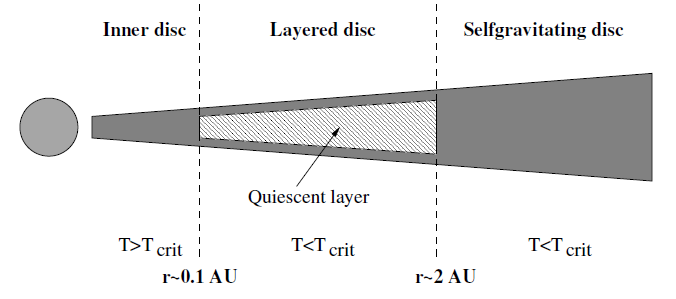 Inner disc
Layered disc
Selfgravitating disc
Quiescent layer
T>T crit
T<T crit
T<T crit
r~0.1 AU
r~2 AU